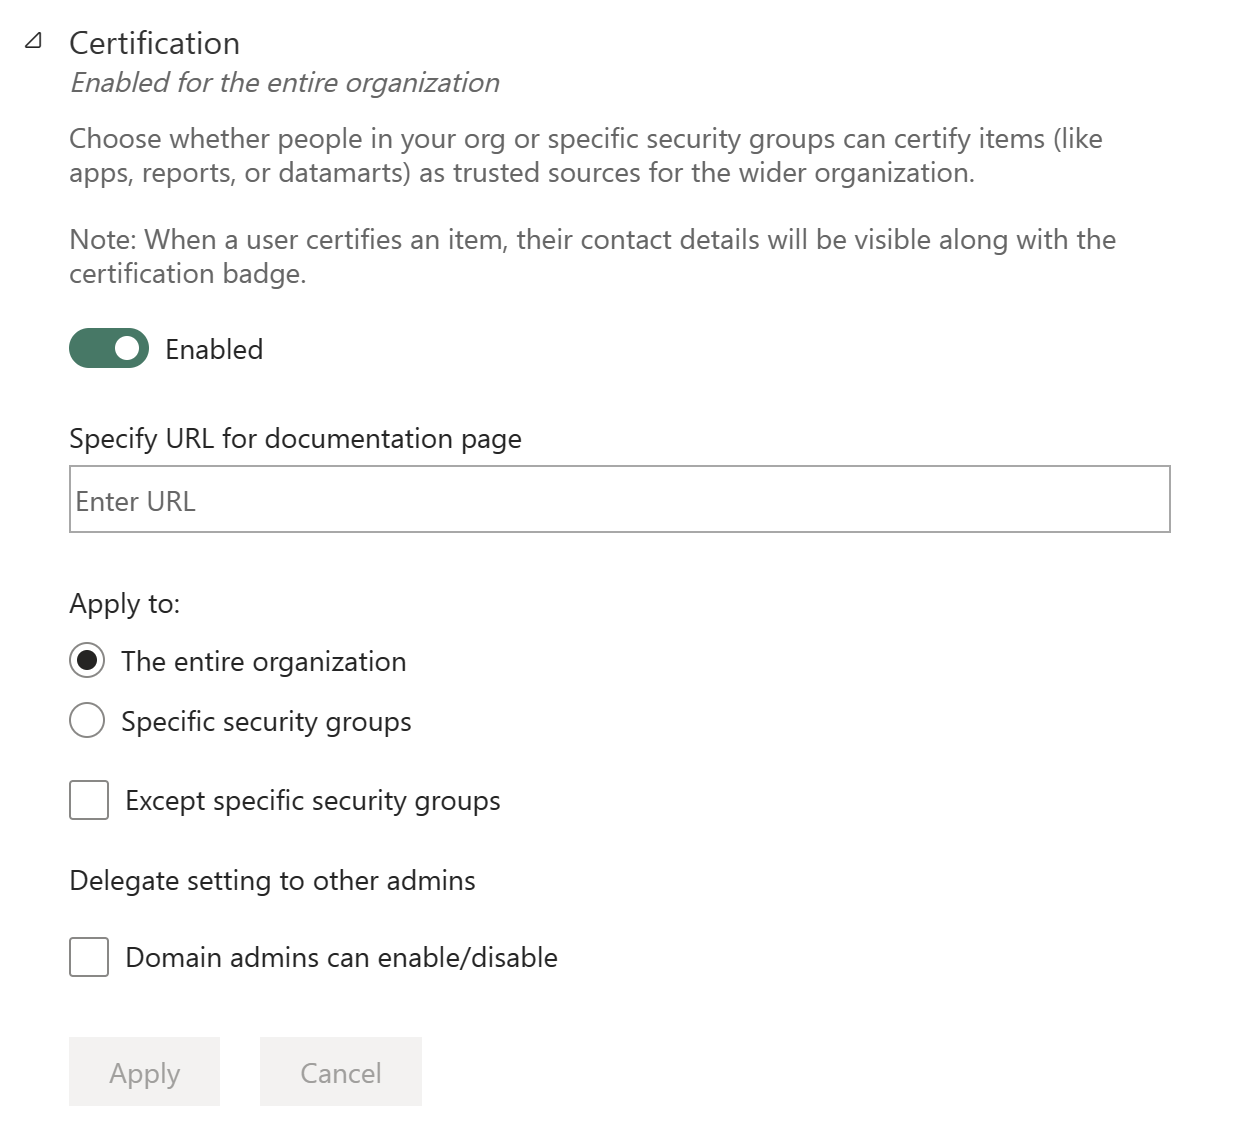 Certification
Enabled for the entire organization
Choose whether people in your org or specific security groups can certify items (like
apps, reports, or datamarts) as trusted sources for the wider organization.
Note: When a user certifies an item, their contact details will be visible along with the
certification badge.
Enabled
Specify URL for documentation page
Enter URL
Apply to:
The entire organization
Specific security groups
Except specific security groups
Delegate setting to other admins
Domain admins can enable/disable
Apply
Cancel